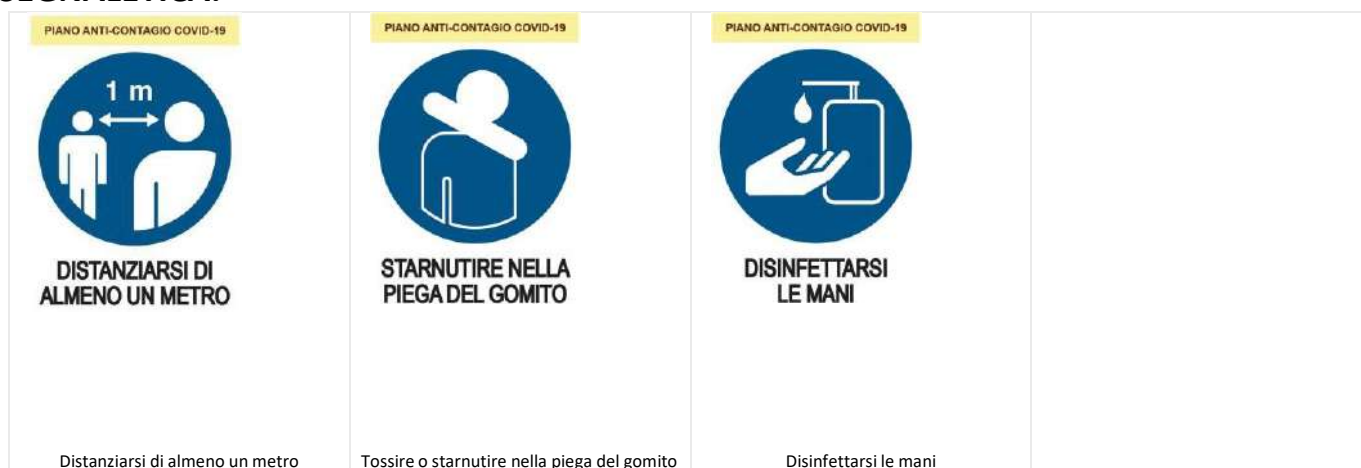 PIANO ANTI-CONTAGIO COVID-19
1 m
DISTANZIARSI DI
ALMENO UN METRO
Distanziarsi di almeno un metro
PIANO ANTI-CONTAGIO COVID-19
STARNUTIRE NELLA
PIEGA DEL GOMITO
Tossire o starnutire nella piega del gomito
PIANO ANTI-CONTAGIO COVID-19
DISINFETTARSI
LE MANI
Disinfettarsi le mani